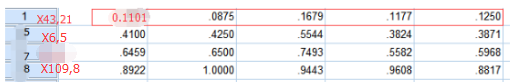 1 X43,21 0.1101 .0875 .1679 .1177 .1250
5 X6,5 .4100 .4250 .5544 .3824 .3871
7 .6459 .6500 .7493 .5582 .5968
8 X109,8 .8922 1.0000 .9443 .9608 .8817